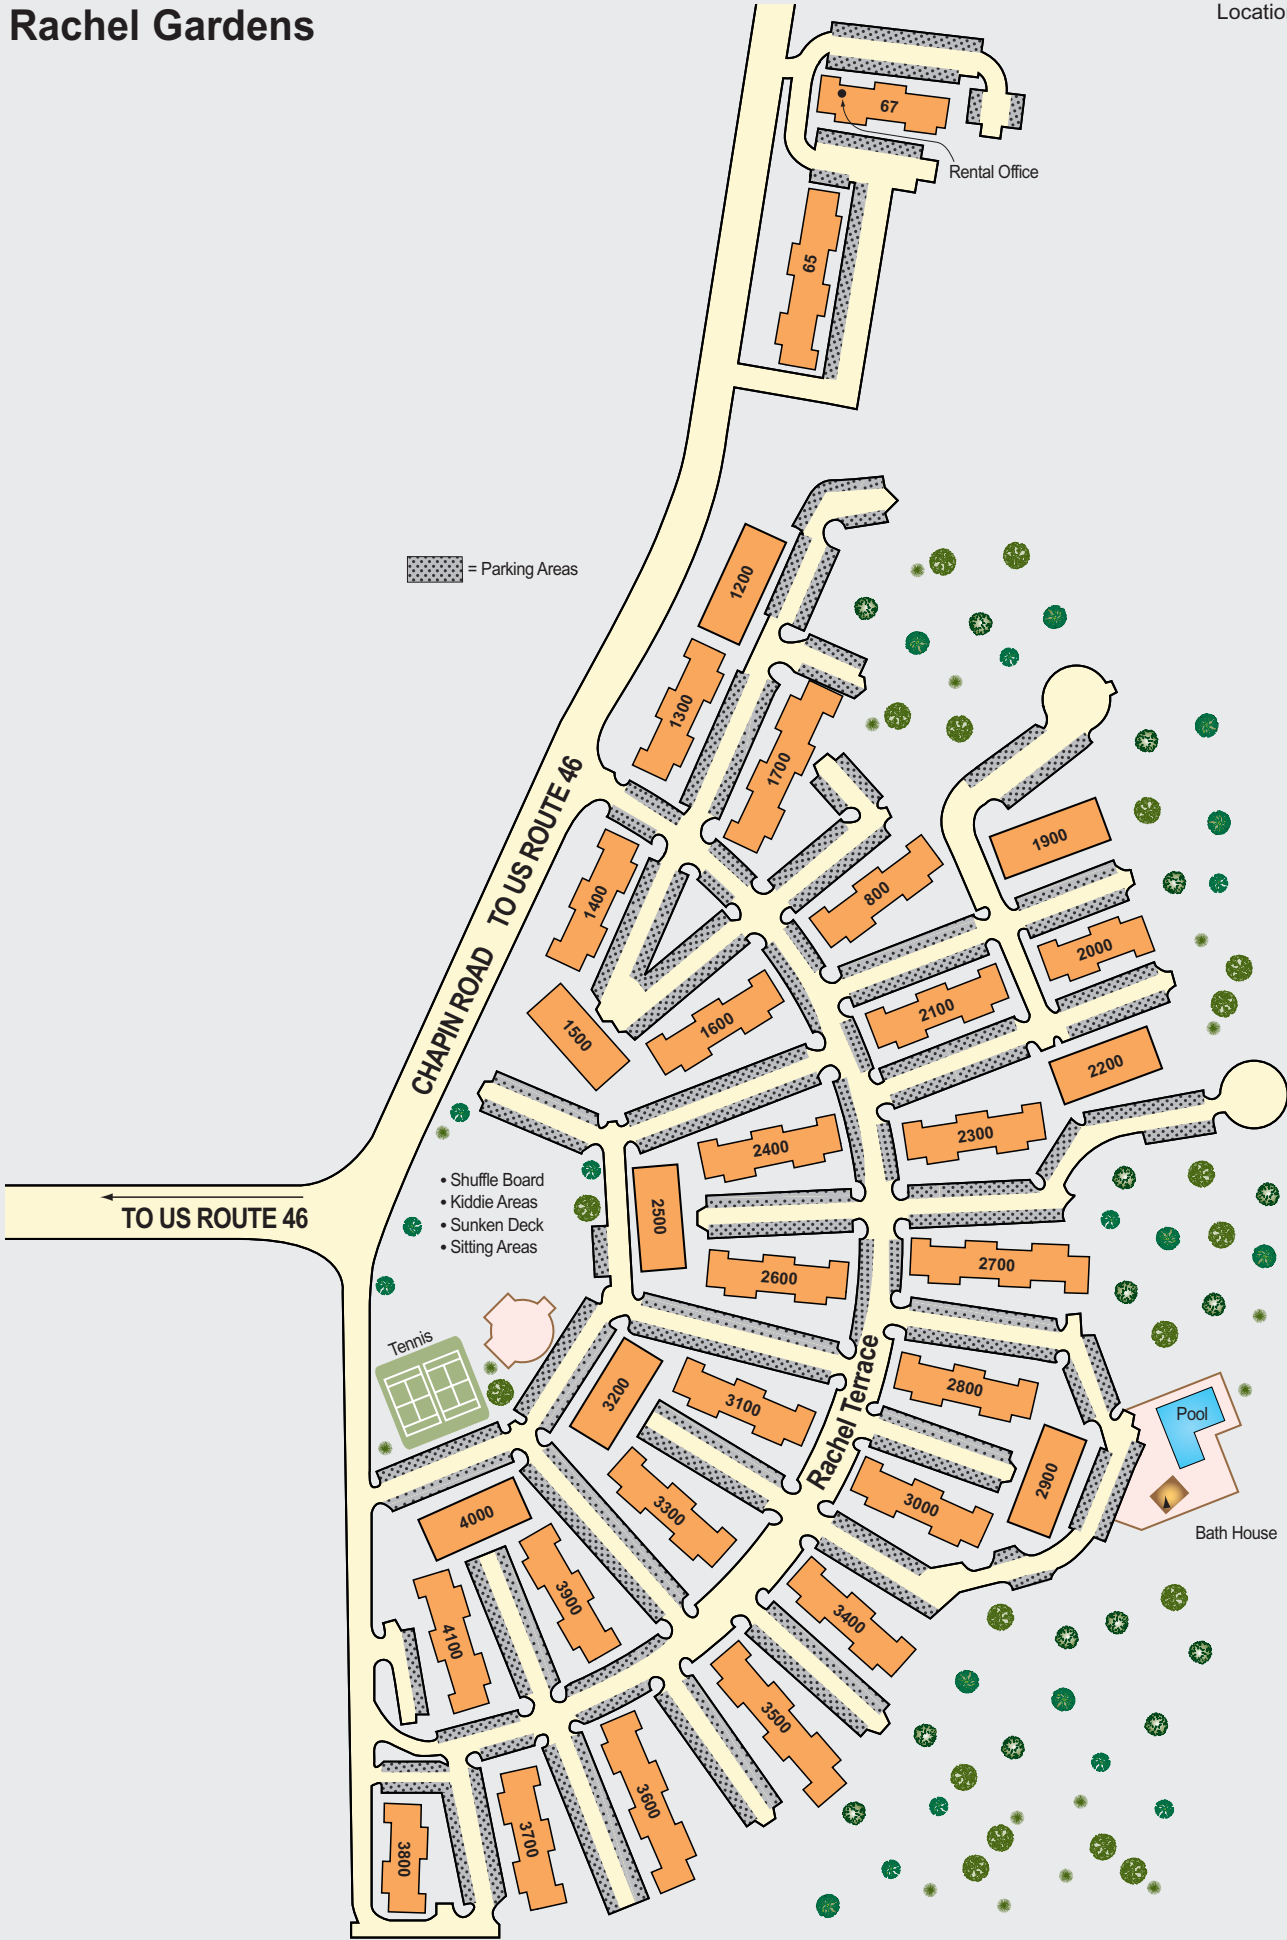 Rachel Gardens
Locatio
67
Rental Office
65
= Parking Areas
1200
1300
1700
1400
800
1900
2000
2100
2200
1500
1600
CHAPIN ROAD TO US ROUTE 46
2300
2400
2500
• Shuffle Board
• Kiddie Areas
• Sunken Deck
• Sitting Areas
TO US ROUTE 46
2600
2700
Tennis
3200
3100
2800
Rachel Terrace
Pool
2900
3000
3300
Bath House
4000
3900
4100
3400
3500
3600
3700
3800